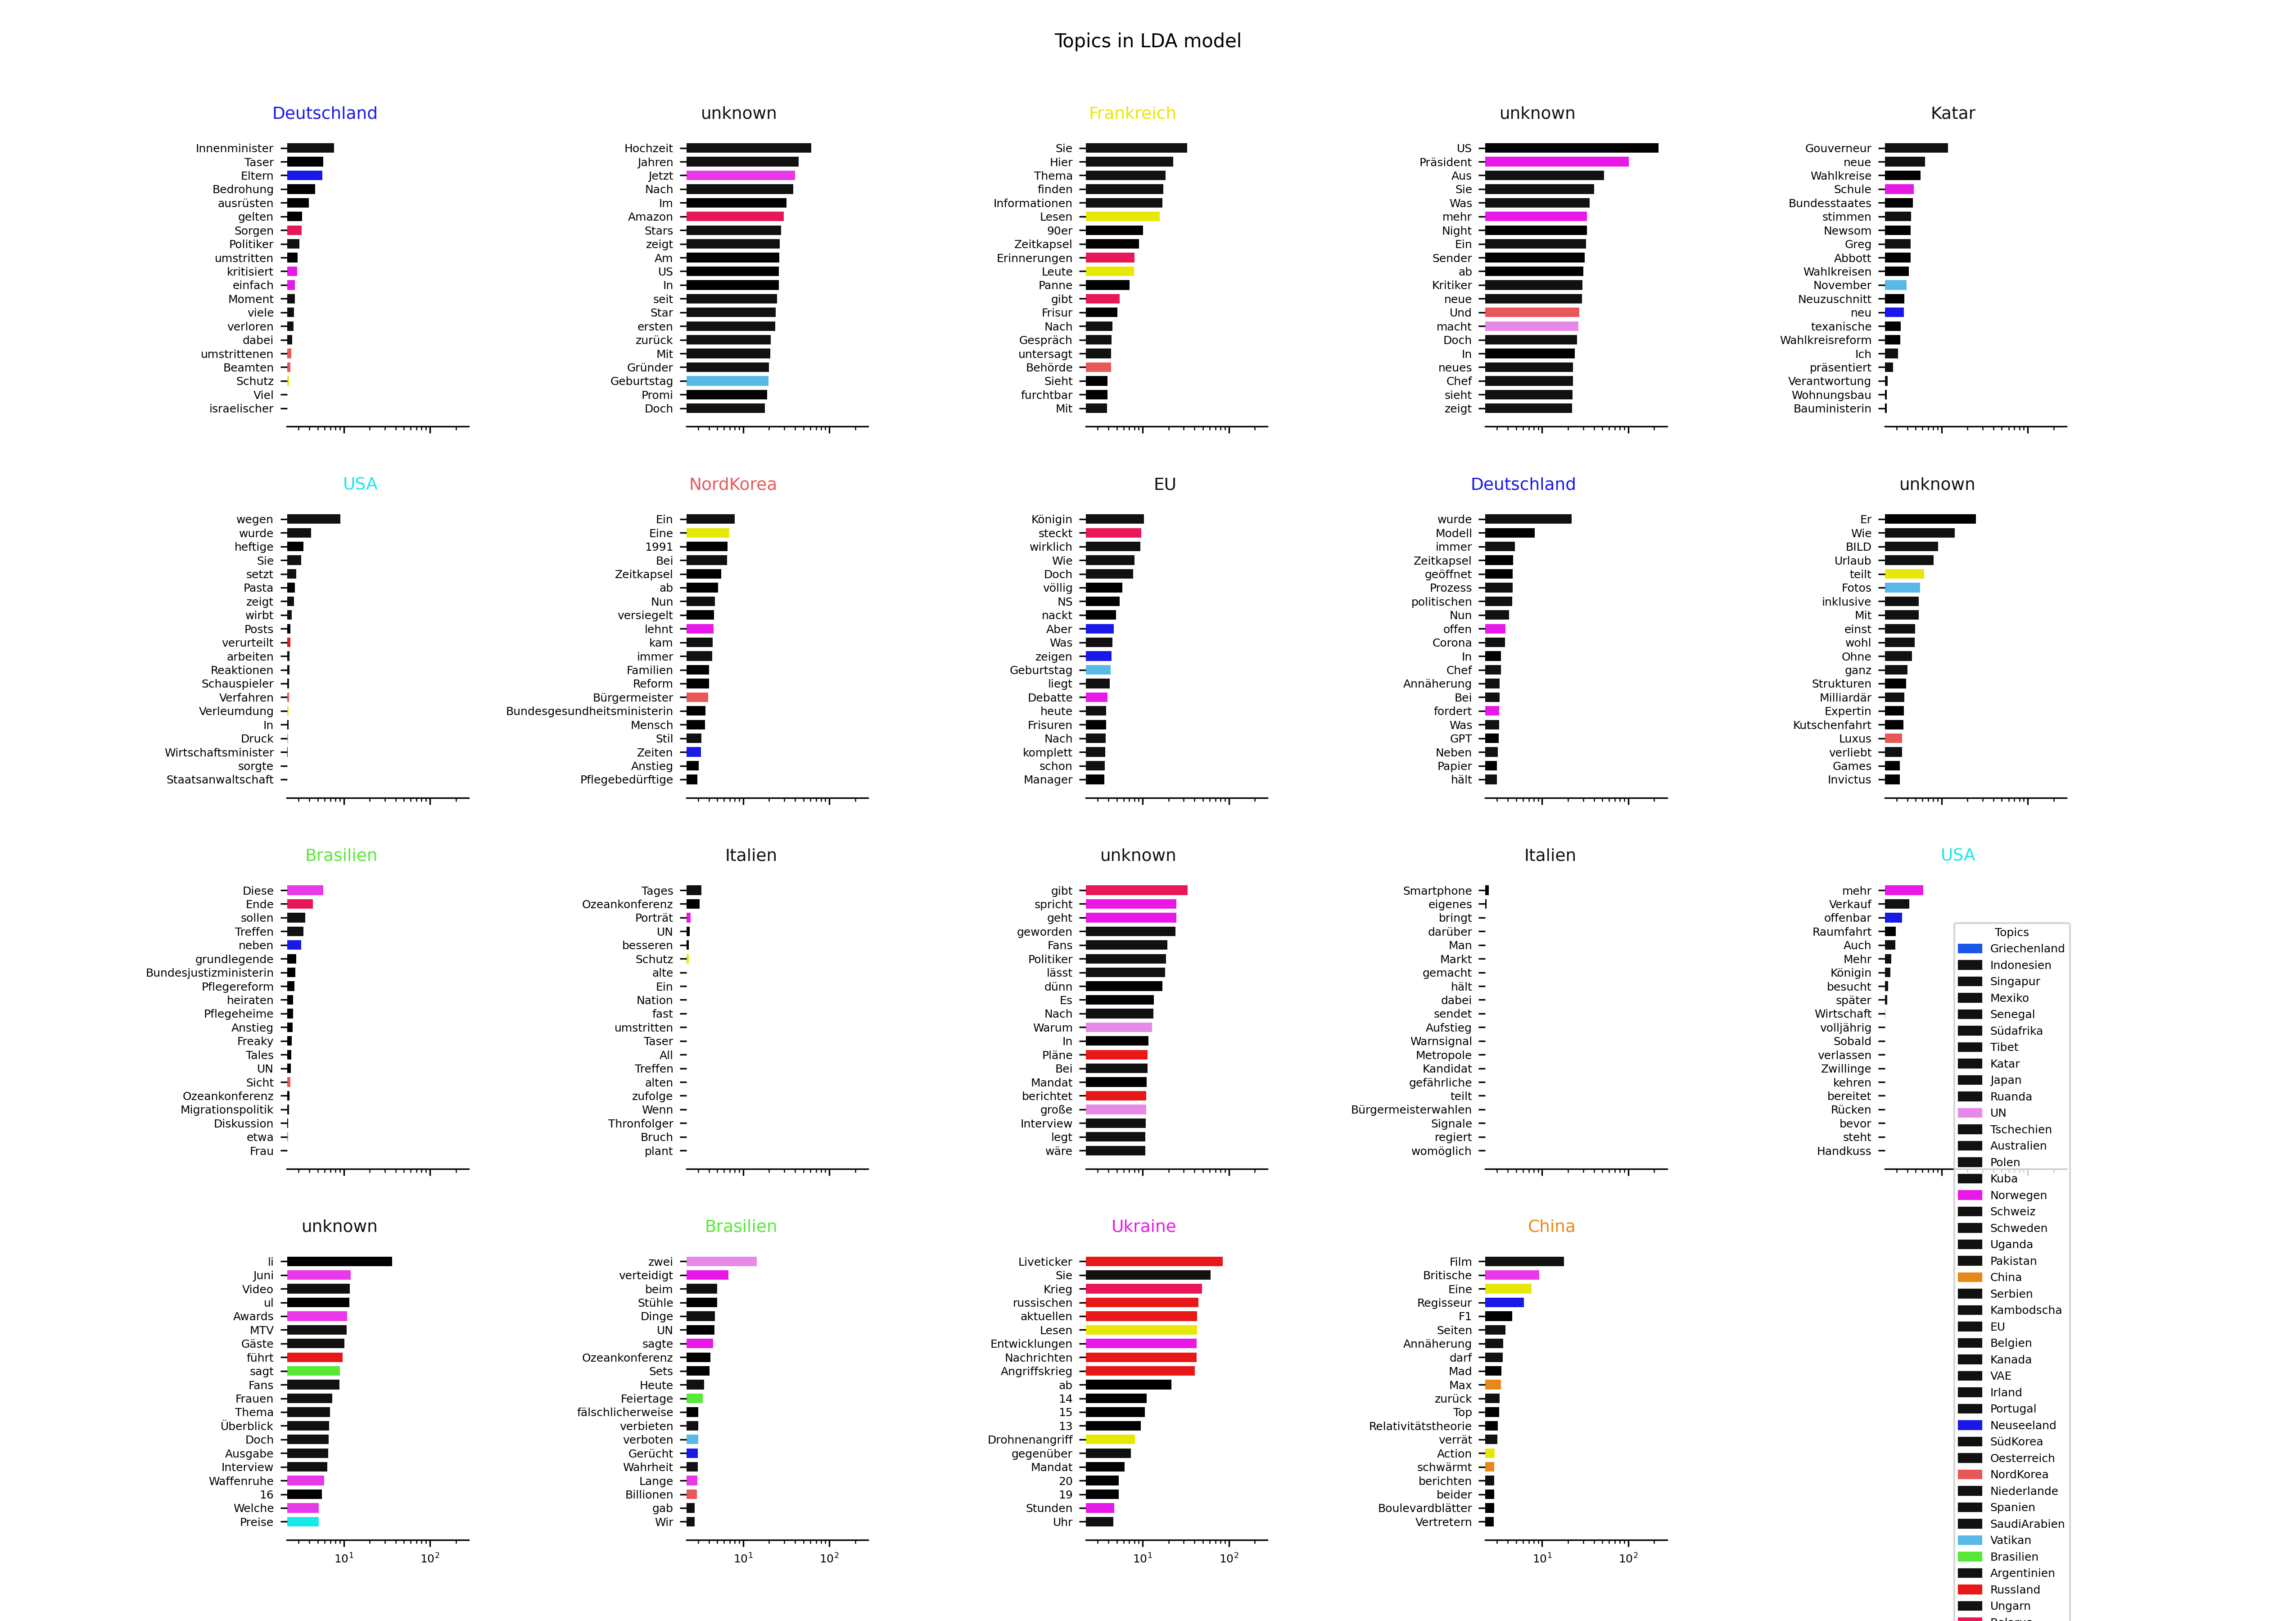 Topics in LDA model
Deutschland
Innenminister
Taser
Eltern
Bedrohung
ausrüsten
gelten
Sorgen
Politiker
umstritten
kritisiert
einfach
Moment
viele
verloren
dabei
umstrittenen
Beamten
Schutz
Viel
israelischer
unknown
Hochzeit
Jahren
Jetzt
Nach
Im
Amazon
Stars
zeigt
Am
US
In
seit
Star
ersten
zurück
Mit
Gründer
Geburtstag
Promi
Doch
Frankreich
Sie
Hier
Thema
finden
Informationen
Lesen
90er
Zeitkapsel
Erinnerungen
Leute
Panne
gibt
Frisur
Nach
Gespräch
untersagt
Behörde
Sieht
furchtbar
Mit
unknown
US
Präsident
Aus
Sie
Was
mehr
Night
Ein
Sender
ab
Kritiker
neue
Und
macht
Doch
In
neues
Chef
sieht
zeigt
Katar
Gouverneur
neue
Wahlkreise
Schule
Bundesstaates
stimmen
Newsom
Greg
Abbott
Wahlkreisen
November
Neuzuschnitt
neu
texanische
Wahlkreisreform
Ich
präsentiert
Verantwortung
Wohnungsbau
Bauministerin
USA
wegen
wurde
heftige
Sie
setzt
Pasta
zeigt
wirbt
Posts
verurteilt
arbeiten
Reaktionen
Schauspieler
Verfahren
Verleumdung
In
Druck
Wirtschaftsminister
sorgte
Staatsanwaltschaft
NordKorea
Ein
Eine
1991
Bei
Zeitkapsel
ab
Nun
versiegelt
lehnt
kam
immer
Familien
Reform
Bürgermeister
Bundesgesundheitsministerin
Mensch
Stil
Zeiten
Anstieg
Pflegebedürftige
EU
Königin
steckt
wirklich
Wie
Doch
völlig
NS
nackt
Aber
Was
zeigen
Geburtstag
liegt
Debatte
heute
Frisuren
Nach
komplett
schon
Manager
Deutschland
wurde
Modell
immer
Zeitkapsel
geöffnet
Prozess
politischen
Nun
offen
Corona
In
Chef
Annäherung
Bei
fordert
Was
GPT
Neben
Papier
hält
unknown
Er
Wie
BILD
Urlaub
teilt
Fotos
inklusive
Mit
einst
wohl
Ohne
ganz
Strukturen
Milliardär
Expertin
Kutschenfahrt
Luxus
verliebt
Games
Invictus
Brasilien
Diese
Ende
sollen
Treffen
neben
grundlegende
Bundesjustizministerin
Pflegereform
heiraten
Pflegeheime
Anstieg
Freaky
Tales
UN
Sicht
Ozeankonferenz
Migrationspolitik
Diskussion
etwa
Frau
Italien
Tages
Ozeankonferenz
Porträt
UN
besseren
Schutz
alte
Ein
Nation
fast
umstritten
Taser
All
Treffen
alten
zufolge
Wenn
Thronfolger
Bruch
plant
unknown
gibt
spricht
geht
geworden
Fans
Politiker
lässt
dünn
Es
Nach
Warum
In
Pläne
Bei
Mandat
berichtet
große
Interview
legt
wäre
Italien
Smartphone
eigenes
bringt
darüber
Man
Markt
gemacht
hält
dabei
sendet
Aufstieg
Warnsignal
Metropole
Kandidat
gefährliche
teilt
Bürgermeisterwahlen
Signale
regiert
womöglich
USA
mehr
Verkauf
offenbar
Raumfahrt
Auch
Mehr
Königin
besucht
später
Wirtschaft
volljährig
Sobald
verlassen
Zwillinge
kehren
bereitet
Rücken
bevor
steht
Handkuss
unknown
li
Juni
Video
ul
Awards
MTV
Gäste
führt
sagt
Fans
Frauen
Thema
Überblick
Doch
Ausgabe
Interview
Waffenruhe
16
Welche
Preise
10¹ 10²
Brasilien
zwei
verteidigt
beim
Stühle
Dinge
UN
sagte
Ozeankonferenz
Sets
Heute
Feiertage
fälschlicherweise
verbieten
verboten
Gerücht
Wahrheit
Lange
Billionen
gab
Wir
10¹ 10²
Ukraine
Liveticker
Sie
Krieg
russischen
aktuellen
Lesen
Entwicklungen
Nachrichten
Angriffskrieg
ab
14
15
13
Drohnenangriff
gegenüber
Mandat
20
19
Stunden
Uhr
10¹ 10²
China
Film
Britische
Eine
Regisseur
F1
Seiten
Annäherung
darf
Mad
Max
zurück
Top
Relativitätstheorie
verrät
Action
schwärmt
berichten
beider
Boulevardblätter
Vertretern
10¹ 10²
Topics
Griechenland
Indonesien
Singapur
Mexiko
Senegal
Südafrika
Tibet
Katar
Japan
Ruanda
UN
Tschechien
Australien
Polen
Kuba
Norwegen
Schweiz
Schweden
Uganda
Pakistan
China
Serbien
Kambodscha
EU
Belgien
Kanada
VAE
Irland
Portugal
Neuseeland
SüdKorea
Oesterreich
NordKorea
Niederlande
Spanien
SaudiArabien
Vatikan
Brasilien
Argentinien
Russland
Ungarn